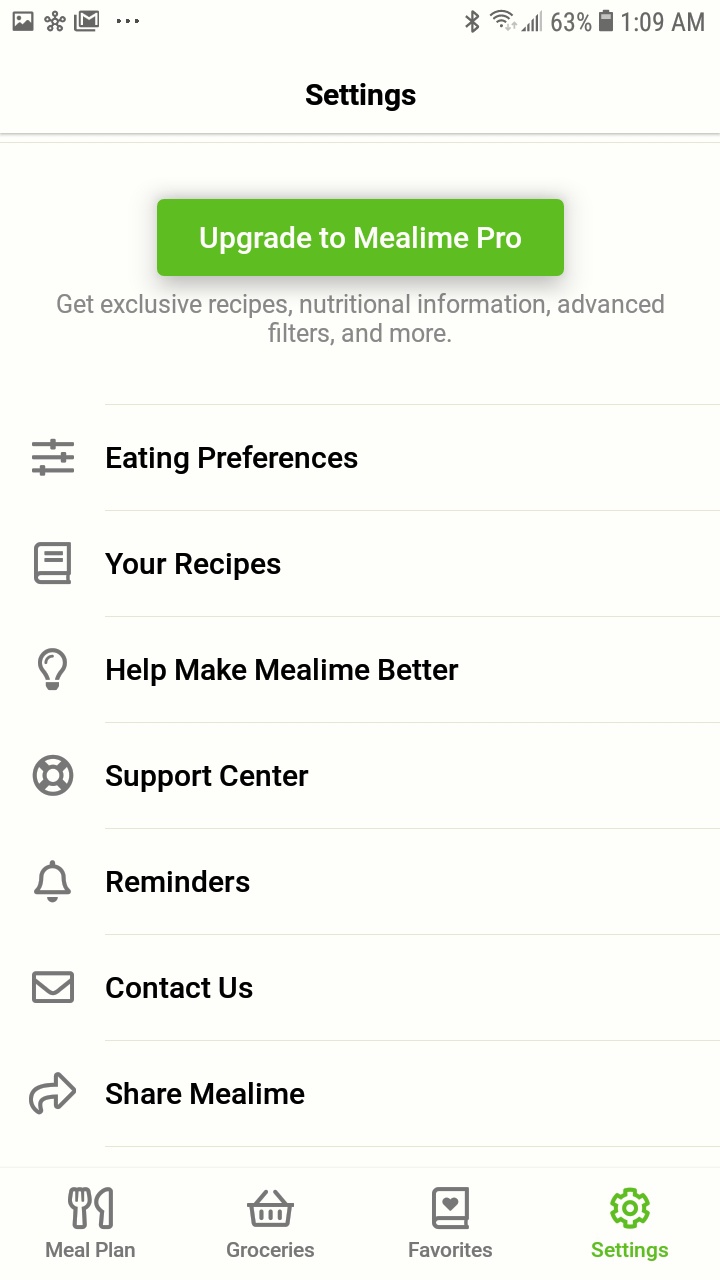 63% 1:09 AM
Settings
Upgrade to Mealime Pro
Get exclusive recipes, nutritional information, advanced
filters, and more.
Eating Preferences
Your Recipes
Help Make Mealime Better
Support Center
Reminders
Contact Us
Share Mealime
Meal Plan Groceries Favorites Settings